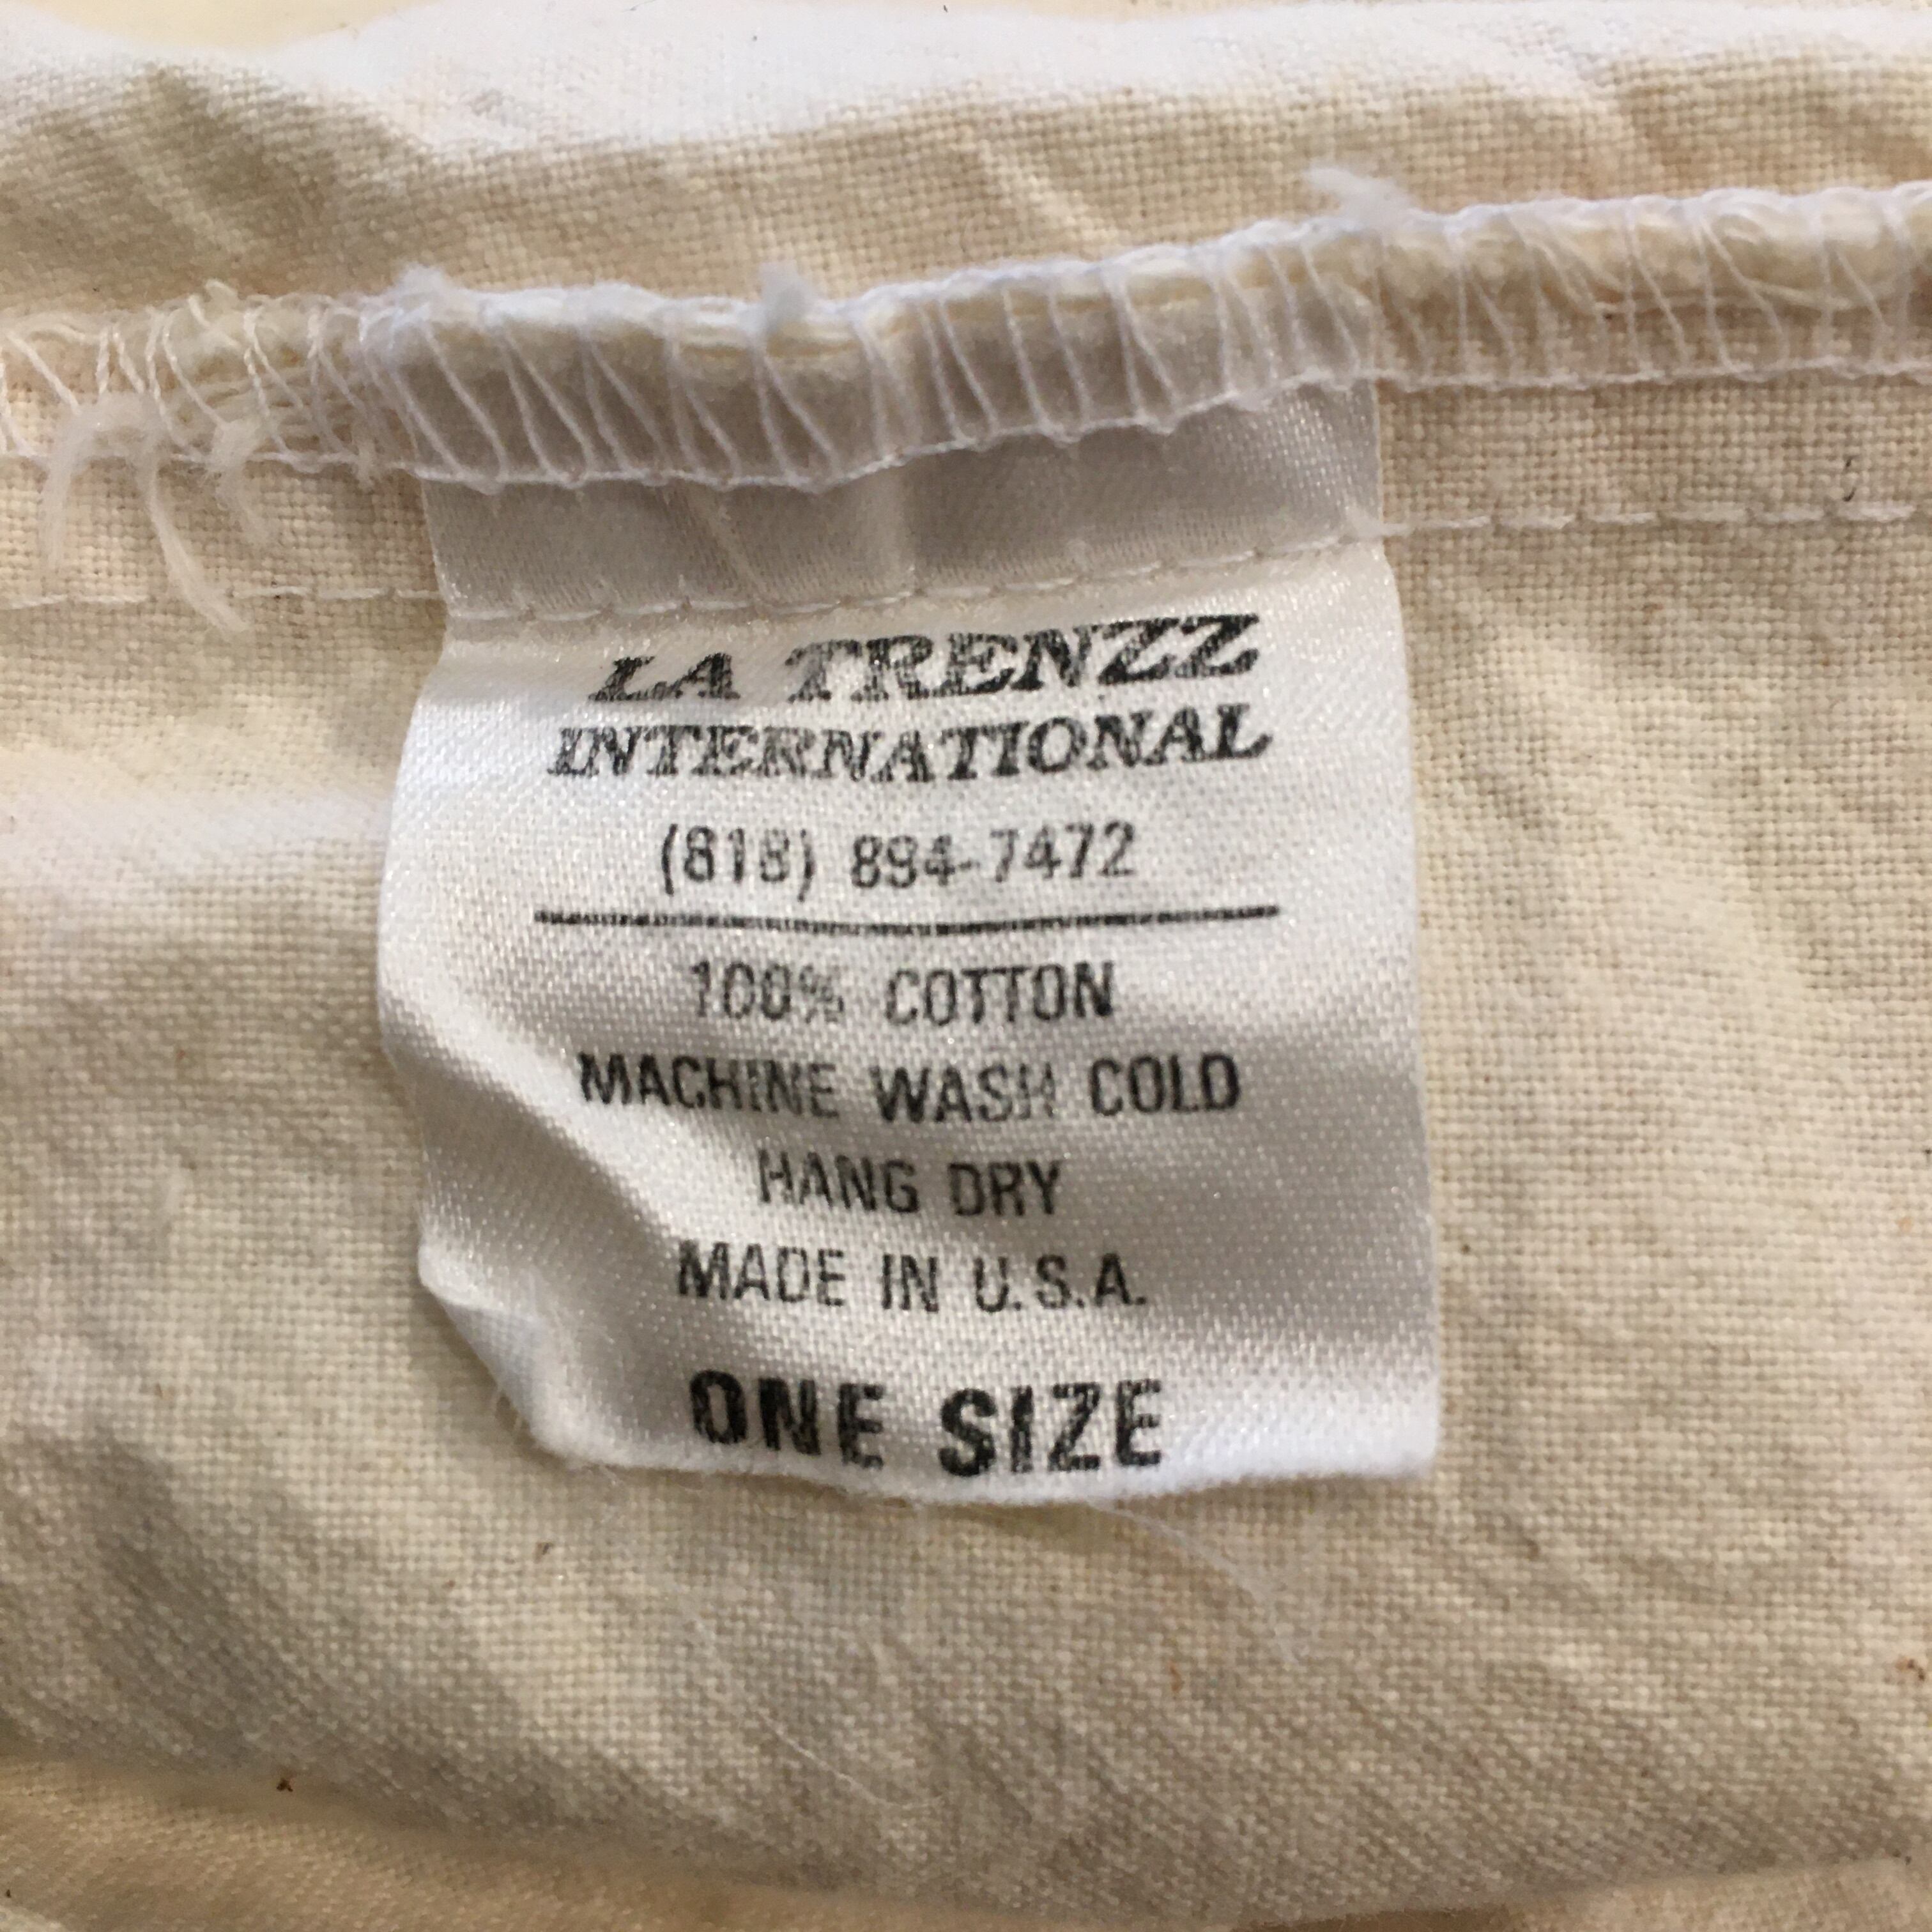 LA TRENZZ
INTERNATIONAL
(818) 894-7472
100% COTTON
MACHINE WASH COLD
HANG DRY
MADE IN U.S.A.
ONE SIZE